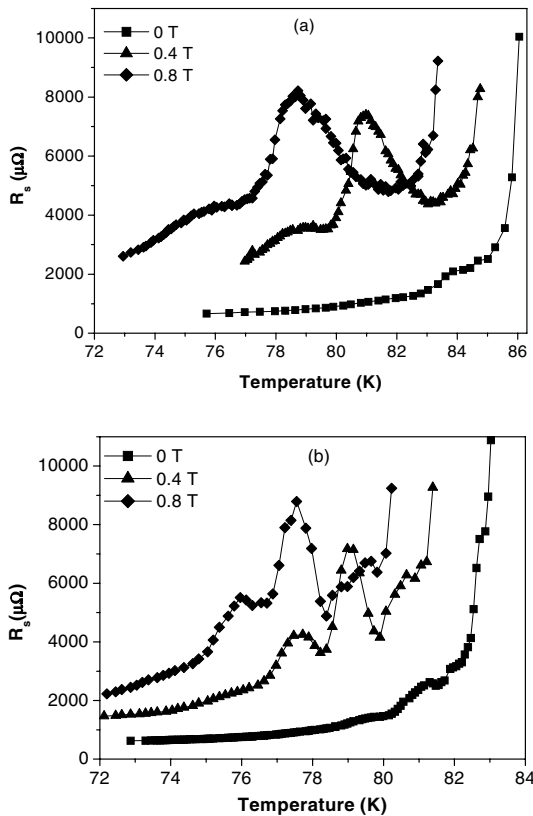 (a)
0 T
0.4 T
0.8 T
10000
8000
6000
4000
2000
0
R_s (μΩ)
72 74 76 78 80 82 84 86
Temperature (K)
(b)
0 T
0.4 T
0.8 T
10000
8000
6000
4000
2000
0
R_s(μΩ)
72 74 76 78 80 82 84
Temperature (K)